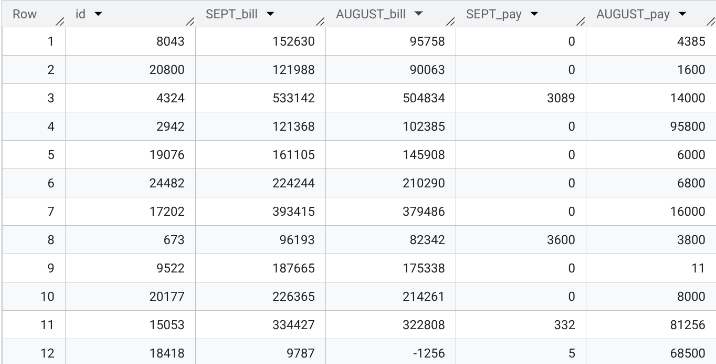 Row id SEPT_bill AUGUST_bill SEPT_pay AUGUST_pay
1 8043 152630 95758 0 4385
2 20800 121988 90063 0 1600
3 4324 533142 504834 3089 14000
4 2942 121368 102385 0 95800
5 19076 161105 145908 0 6000
6 24482 224244 210290 0 6800
7 17202 393415 379486 0 16000
8 673 96193 82342 3600 3800
9 9522 187665 175338 0 11
10 20177 226365 214261 0 8000
11 15053 334427 322808 332 81256
12 18418 9787 -1256 5 68500